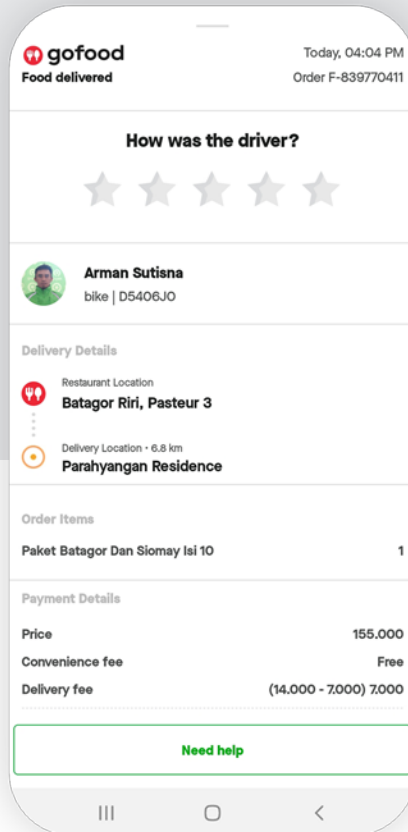 gofood
Today, 04:04 PM
Food delivered
Order F-839770411
How was the driver?
Arman Sutisna
bike | D5406JO
Delivery Details
Restaurant Location
Batagor Riri, Pasteur 3
Delivery Location • 6.8 km
Parahyangan Residence
Order Items
Paket Batagor Dan Siomay Isi 10 1
Payment Details
Price 155.000
Convenience fee Free
Delivery fee (14.000 - 7.000) 7.000
Need help